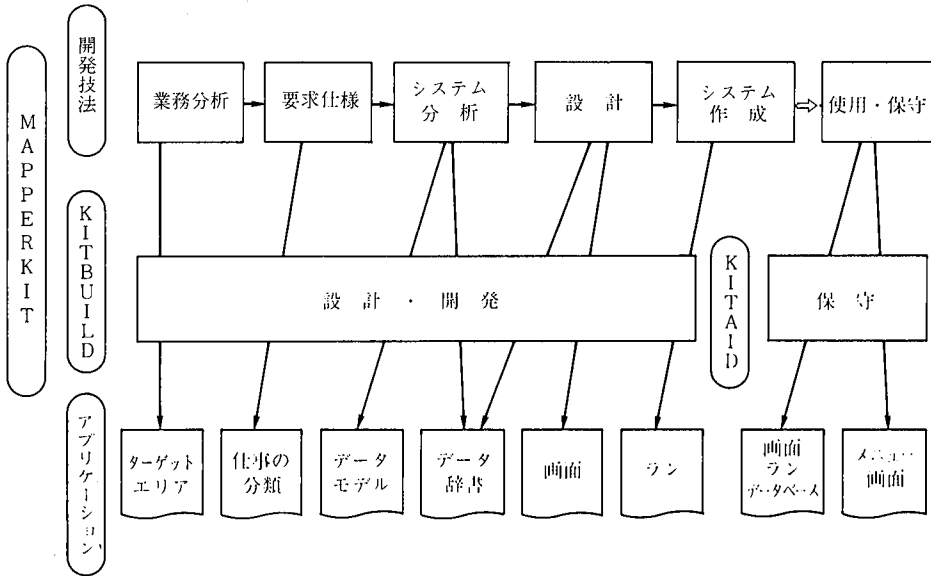 MAPPERKIT
開発技法
業務分析
要求仕様
システム
分析
設計
システム
作成
使用・保守
KITBUILD
設計・開発
KITAID
保守
アプリケーション
ターゲット
エリア
仕事の
分類
データ
モデル
データ
辞書
画面
ラン
画面
ラン
データベース
メニュー
画面